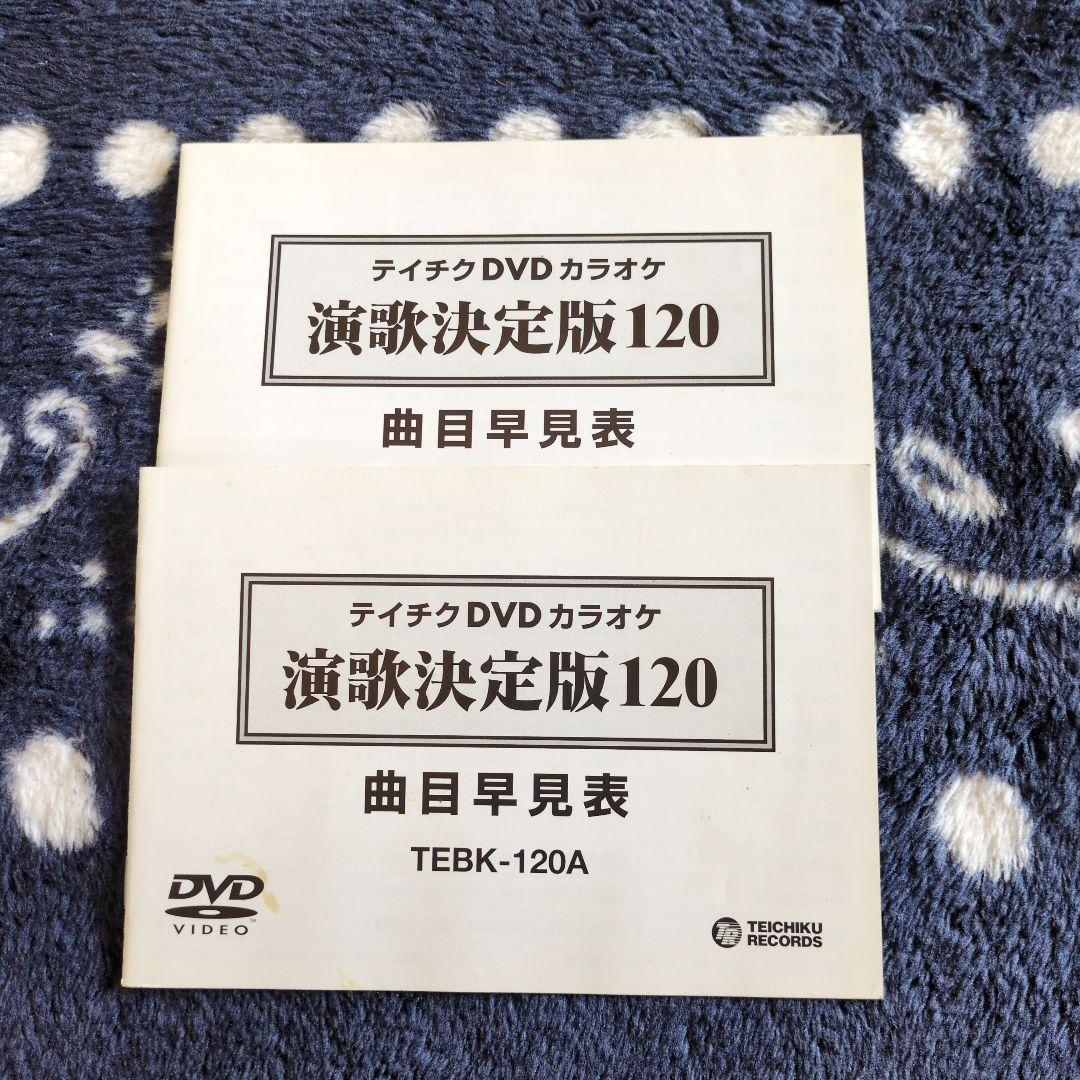 テイチクDVDカラオケ
演歌決定版120
曲目早見表
テイチクDVDカラオケ
演歌決定版120
曲目早見表
TEBK-120A
DVD
VIDEO
TEICHIKU
RECORDS